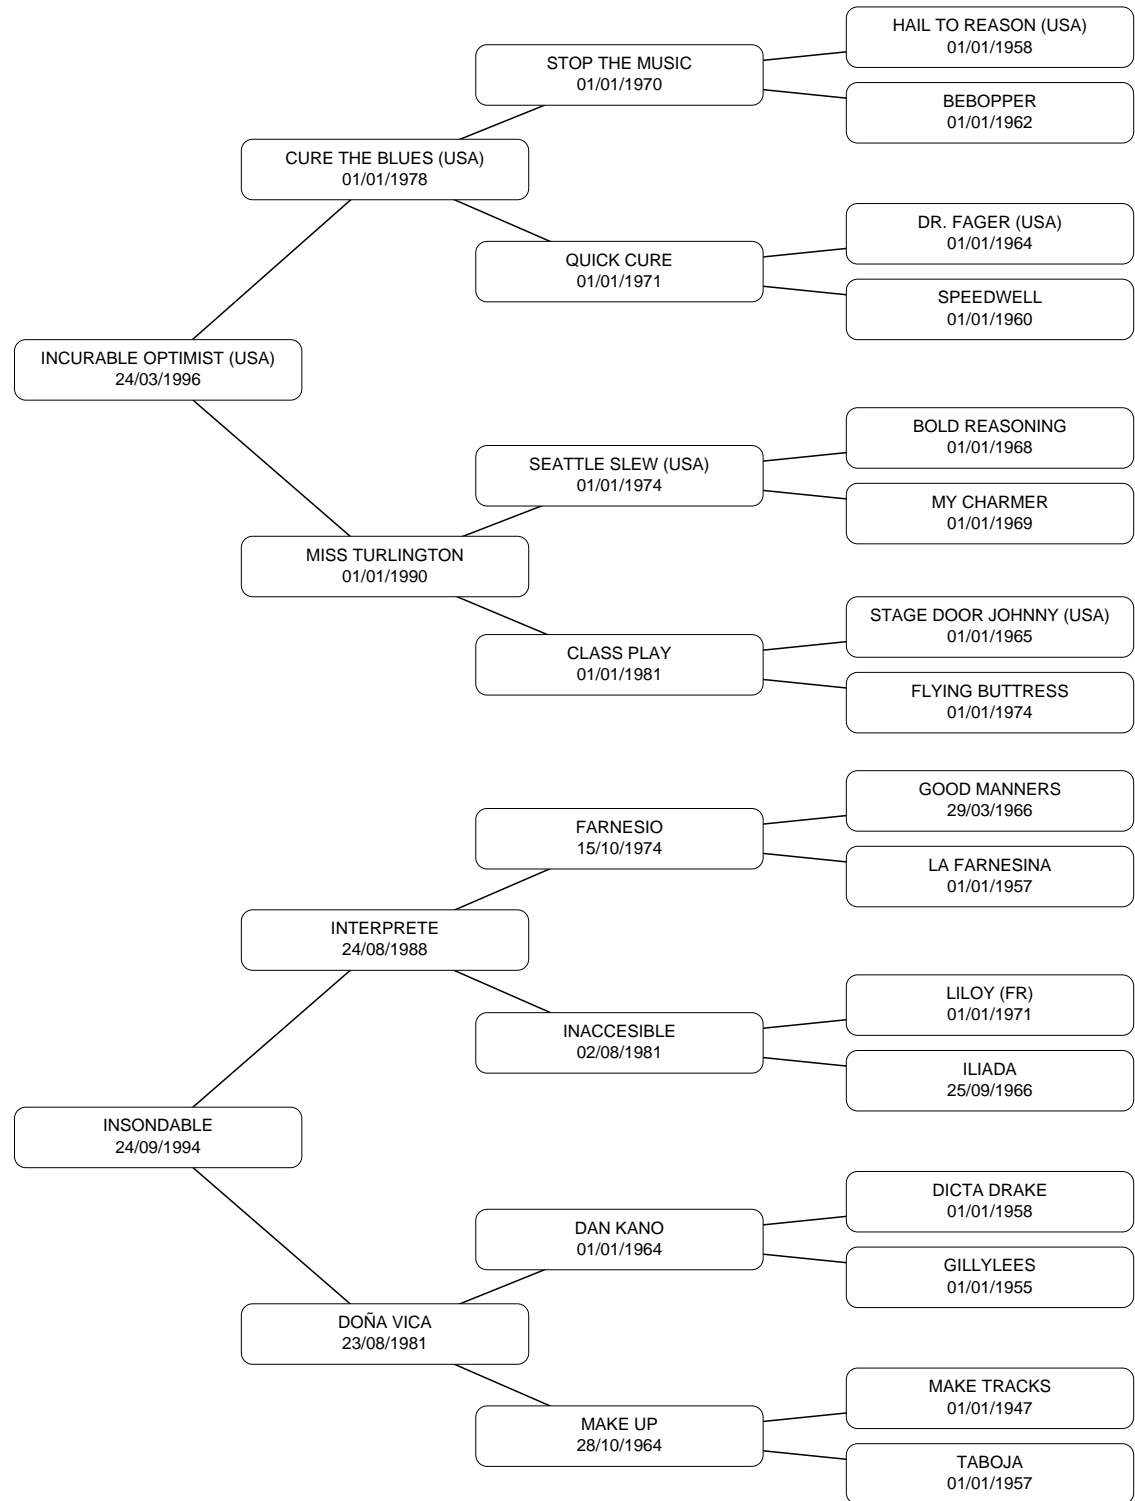 HAIL TO REASON (USA)
01/01/1958
STOP THE MUSIC
01/01/1970
BEBOPPER
01/01/1962
CURE THE BLUES (USA)
01/01/1978
DR. FAGER (USA)
01/01/1964
QUICK CURE
01/01/1971
SPEEDWELL
01/01/1960
INCURABLE OPTIMIST (USA)
24/03/1996
BOLD REASONING
01/01/1968
SEATTLE SLEW (USA)
01/01/1974
MY CHARMER
01/01/1969
MISS TURLINGTON
01/01/1990
STAGE DOOR JOHNNY (USA)
01/01/1965
CLASS PLAY
01/01/1981
FLYING BUTTRESS
01/01/1974
GOOD MANNERS
29/03/1966
FARNESIO
15/10/1974
LA FARNESINA
01/01/1957
INTERPRETE
24/08/1988
LILOY (FR)
01/01/1971
INACCESIBLE
02/08/1981
ILIADA
25/09/1966
INSONDABLE
24/09/1994
DICTA DRAKE
01/01/1958
DAN KANO
01/01/1964
GILLYLEES
01/01/1955
DOÑA VICA
23/08/1981
MAKE TRACKS
01/01/1947
MAKE UP
28/10/1964
TABOJA
01/01/1957